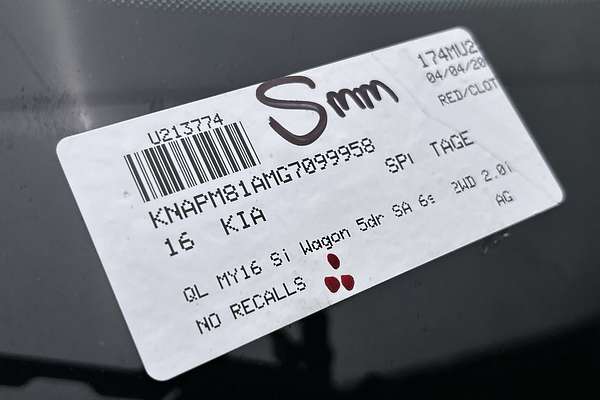 174MU2
04/04/20
RED/CLOT
U213774
Smm
KNAPM81AMG7099958
16 KIA SP TAGE
QL MY16 Si Wagon 5dr SA 6s 2WD 2.0i
NO RECALLS AG